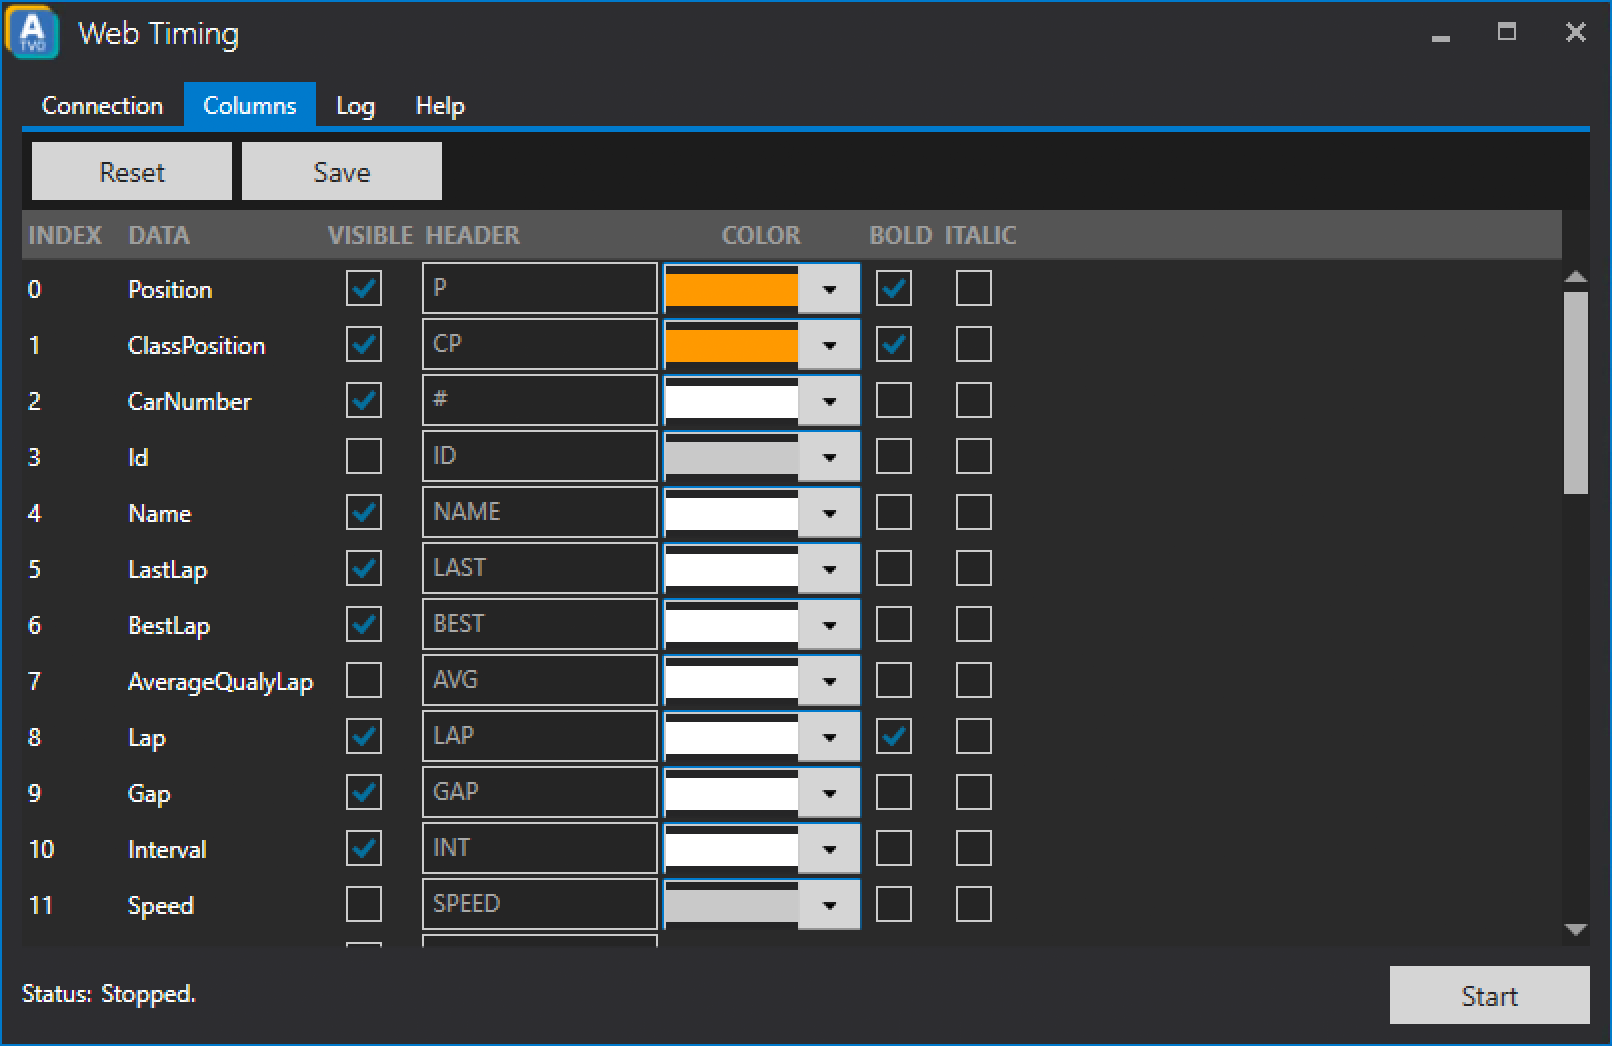 A
TVO
Web Timing
Connection Columns Log Help
Reset Save
INDEX DATA VISIBLE HEADER COLOR BOLD ITALIC
0 Position P
1 ClassPosition CP
2 CarNumber #
3 Id ID
4 Name NAME
5 LastLap LAST
6 BestLap BEST
7 AverageQualyLap AVG
8 Lap LAP
9 Gap GAP
10 Interval INT
11 Speed SPEED
Status: Stopped.
Start